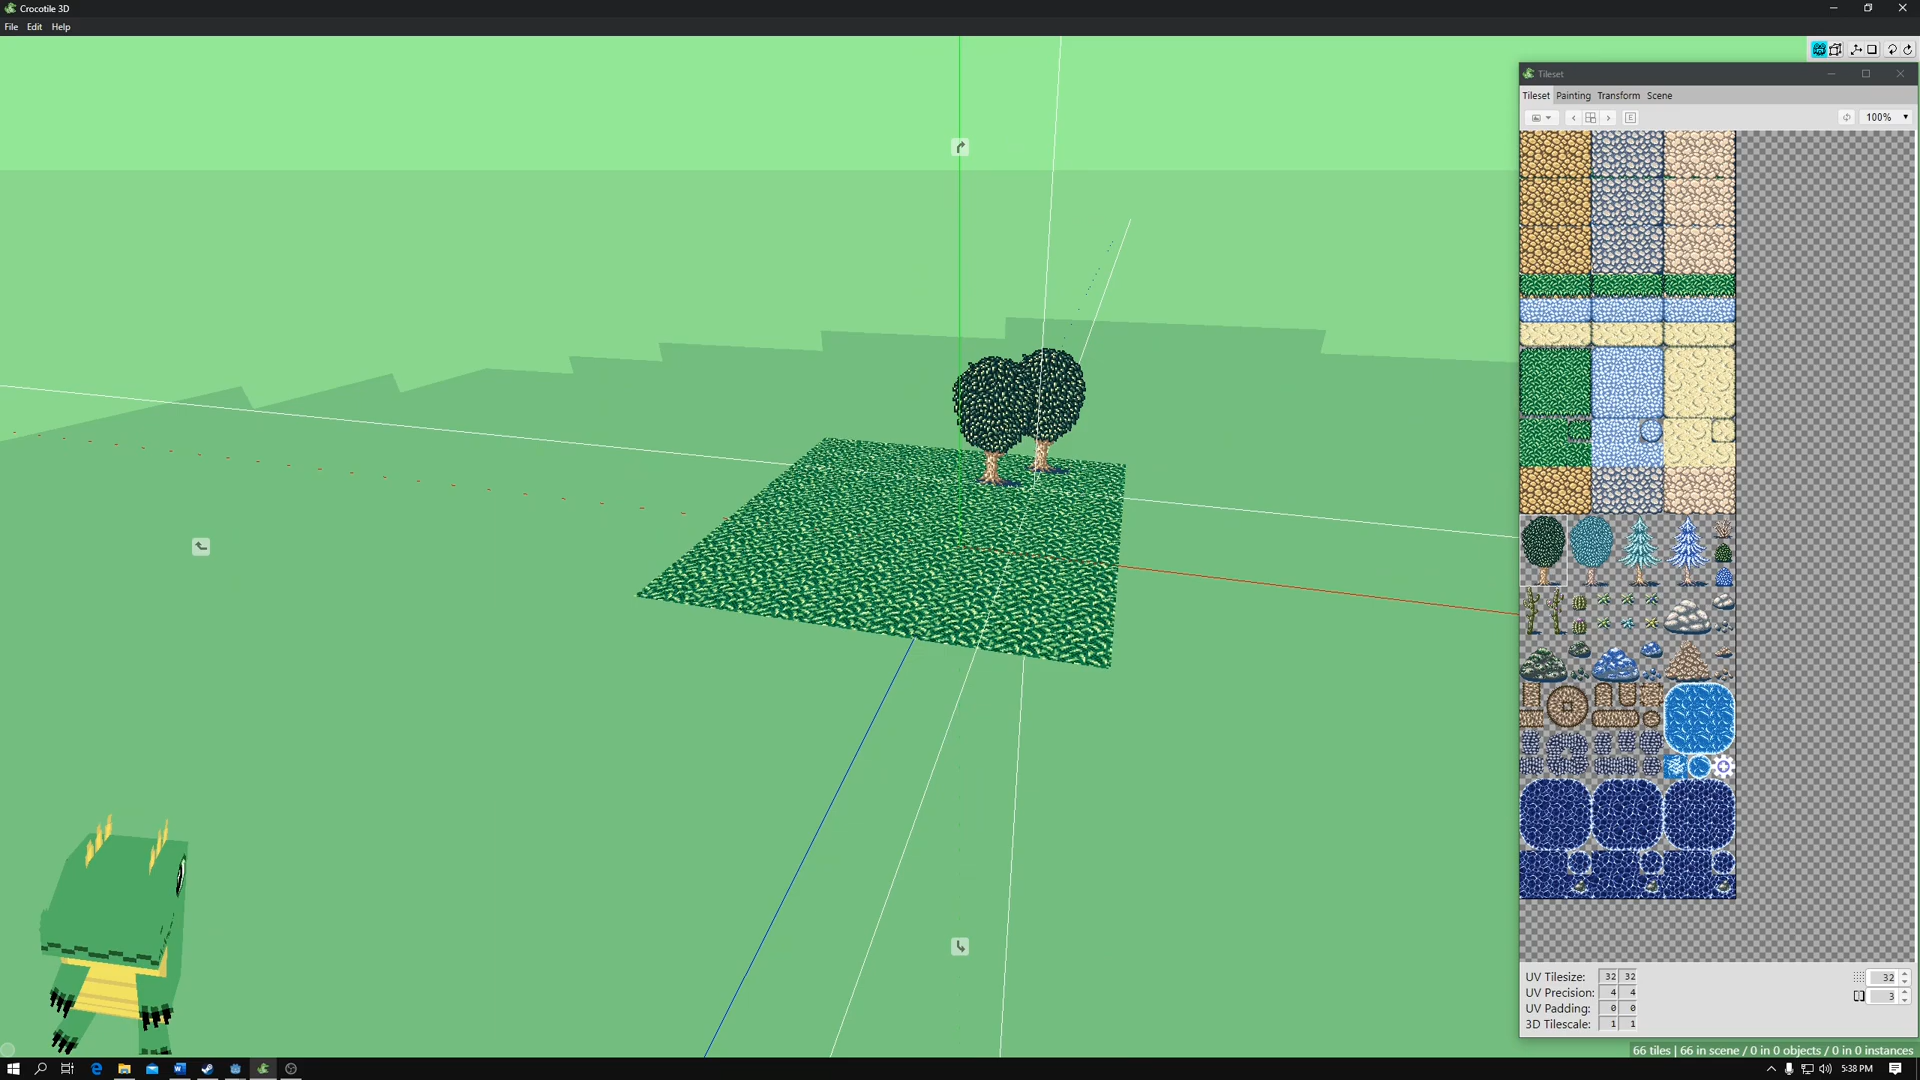 Crocotile 3D
File Edit Help
Tileset
Tileset Painting Transform Scene
E 100%
UV Tilesize: 32 32
32
UV Precision: 4 4
3
UV Padding: 0 0
3D Tilescale: 1 1
66 tiles | 66 in scene / 0 in 0 objects / 0 in 0 instances
5:38 PM